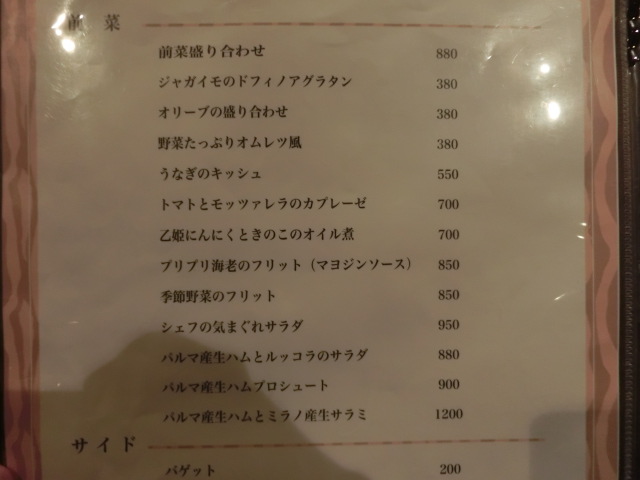 前 菜
前菜盛り合わせ 880
ジャガイモのドフィノアグラタン 380
オリーブの盛り合わせ 380
野菜たっぷりオムレツ風 380
うなぎのキッシュ 550
トマトとモッツァレラのカプレーゼ 700
乙姫にんにくときのこのオイル煮 700
プリプリ海老のフリット（マヨジンソース） 850
季節野菜のフリット 850
シェフの気まぐれサラダ 950
パルマ産生ハムとルッコラのサラダ 880
パルマ産生ハムプロシュート 900
パルマ産生ハムとミラノ産生サラミ 1200
サイド
バゲット 200